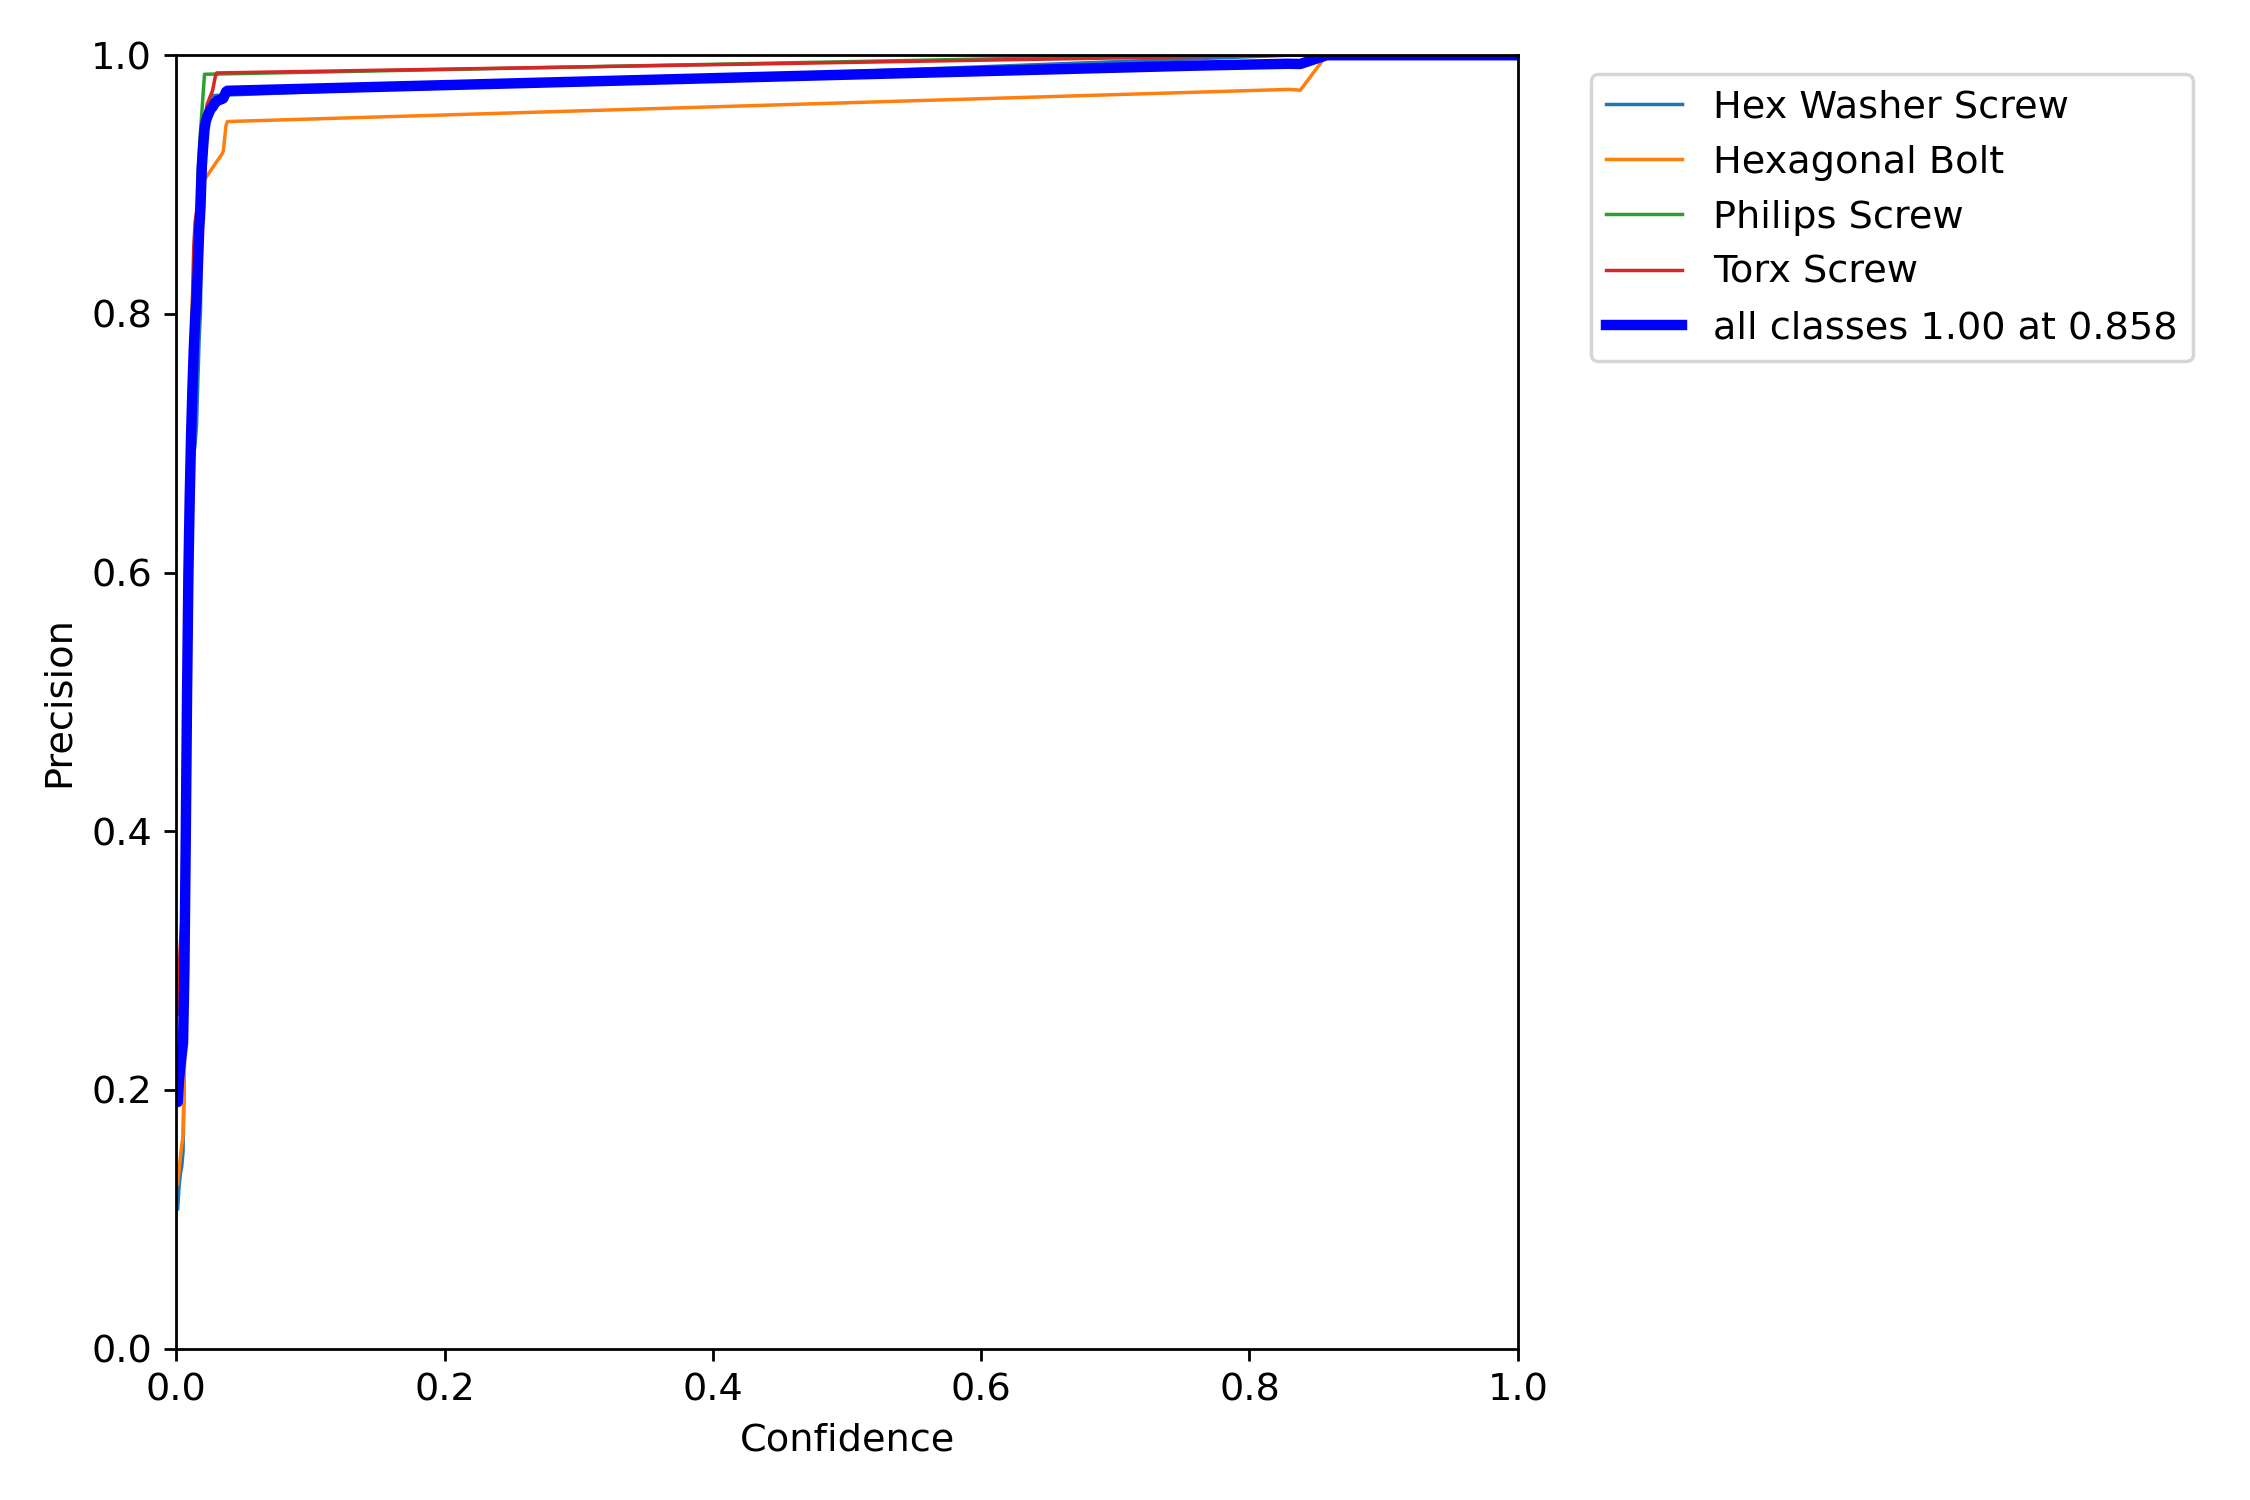 1.0
0.8
0.6
0.4
0.2
0.0
0.0 0.2 0.4 0.6 0.8 1.0
Precision
Confidence
Hex Washer Screw
Hexagonal Bolt
Philips Screw
Torx Screw
all classes 1.00 at 0.858